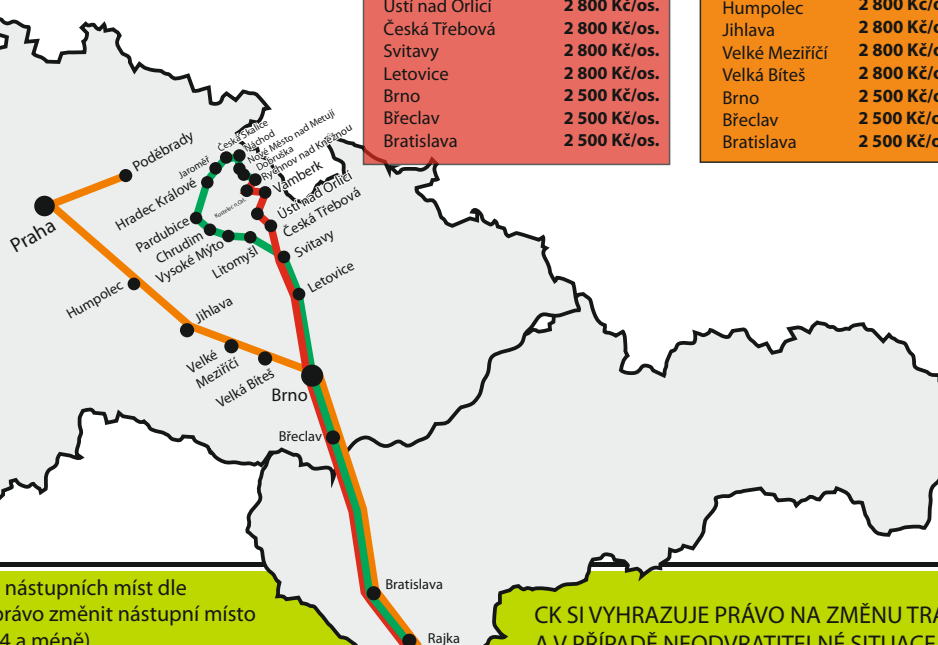 Ústí nad Orlicí 2 800 Kč/os.
Česká Třebová 2 800 Kč/os.
Svitavy 2 800 Kč/os.
Letovice 2 800 Kč/os.
Brno 2 500 Kč/os.
Břeclav 2 500 Kč/os.
Bratislava 2 500 Kč/os.
Humpolec 2 800 Kč/o
Jihlava 2 800 Kč/o
Velké Meziříčí 2 800 Kč/o
Velká Bíteš 2 800 Kč/o
Brno 2 500 Kč/o
Břeclav 2 500 Kč/o
Bratislava 2 500 Kč/o
Poděbrady
Praha
Humpolec
Jihlava
Velké
Meziříčí
Velká Bíteš
Brno
Česká Skalice
Náchod
Nové Město nad Metují
Dobruška
Rychnov nad Kněžnou
Vamberk
Jaroměř
Hradec Králové
Kostelec n.Orl.
Ústí nad Orlicí
Česká Třebová
Pardubice
Chrudim
Vysoké Mýto
Litomyšl
Svitavy
Letovice
Břeclav
Bratislava
Rajka
nástupních míst dle
právo změnit nástupní místo
4 a méně)
CK SI VYHRAZUJE PRÁVO NA ZMĚNU TRA
A V PŘÍPADĚ NEODVRATITELNÉ SITUACE